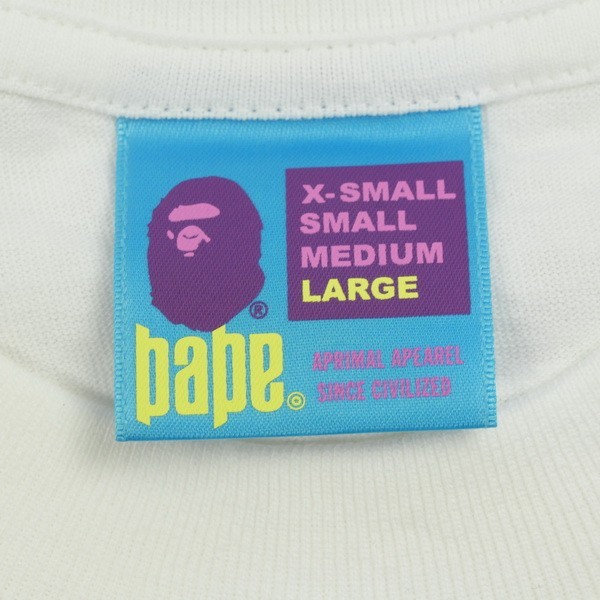 X-SMALL
SMALL
MEDIUM
LARGE
®
bape®
APRIMAL APEAREL
SINCE CIVILIZED